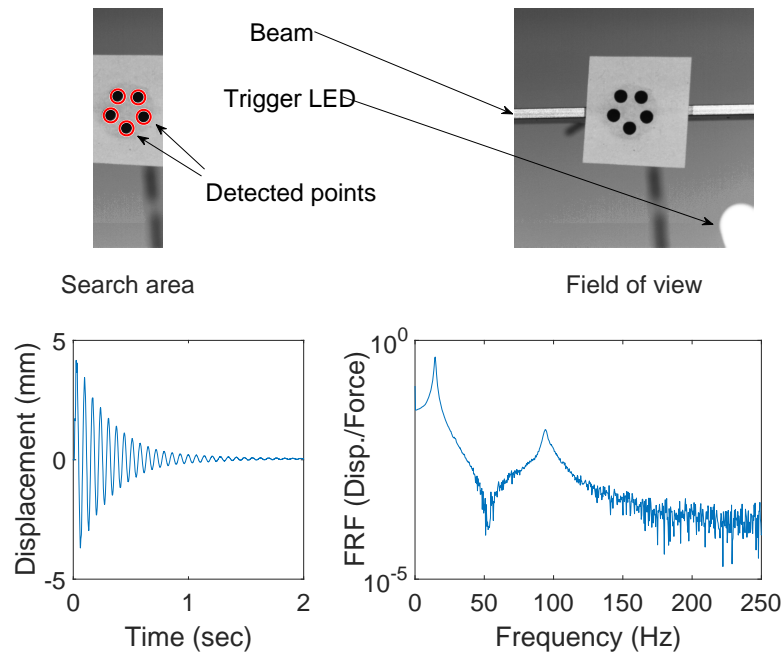 Beam
Trigger LED
Detected points
Search area
Field of view
5
0
-5
Displacement (mm)
0
1
2
Time (sec)
10^0
10^-5
FRF (Disp./Force)
0
50
100
150
200
250
Frequency (Hz)